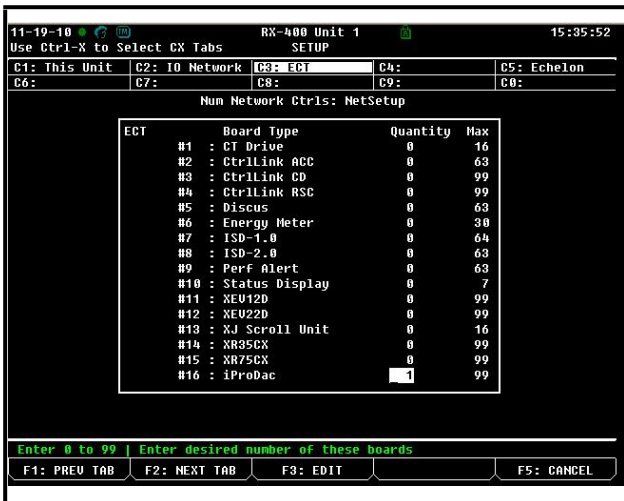 11-19-10 RX-400 Unit 1 15:35:52
Use Ctrl-X to Select CX Tabs SETUP
C1: This Unit C2: IO Network C3: ECT C4: C5: Echelon
C6: C7: C8: C9: C0:
Num Network Ctrls: NetSetup
ECT Board Type Quantity Max
#1 : CT Drive 0 16
#2 : CtrlLink ACC 0 63
#3 : CtrlLink CD 0 99
#4 : CtrlLink RSC 0 99
#5 : Discus 0 63
#6 : Energy Meter 0 30
#7 : ISD-1.0 0 64
#8 : ISD-2.0 0 63
#9 : Perf Alert 0 63
#10 : Status Display 0 7
#11 : XEV12D 0 99
#12 : XEV22D 0 99
#13 : XJ Scroll Unit 0 16
#14 : XR35CX 0 99
#15 : XR75CX 0 99
#16 : iProDac 1 99
Enter 0 to 99 | Enter desired number of these boards
F1: PREV TAB F2: NEXT TAB F3: EDIT F5: CANCEL